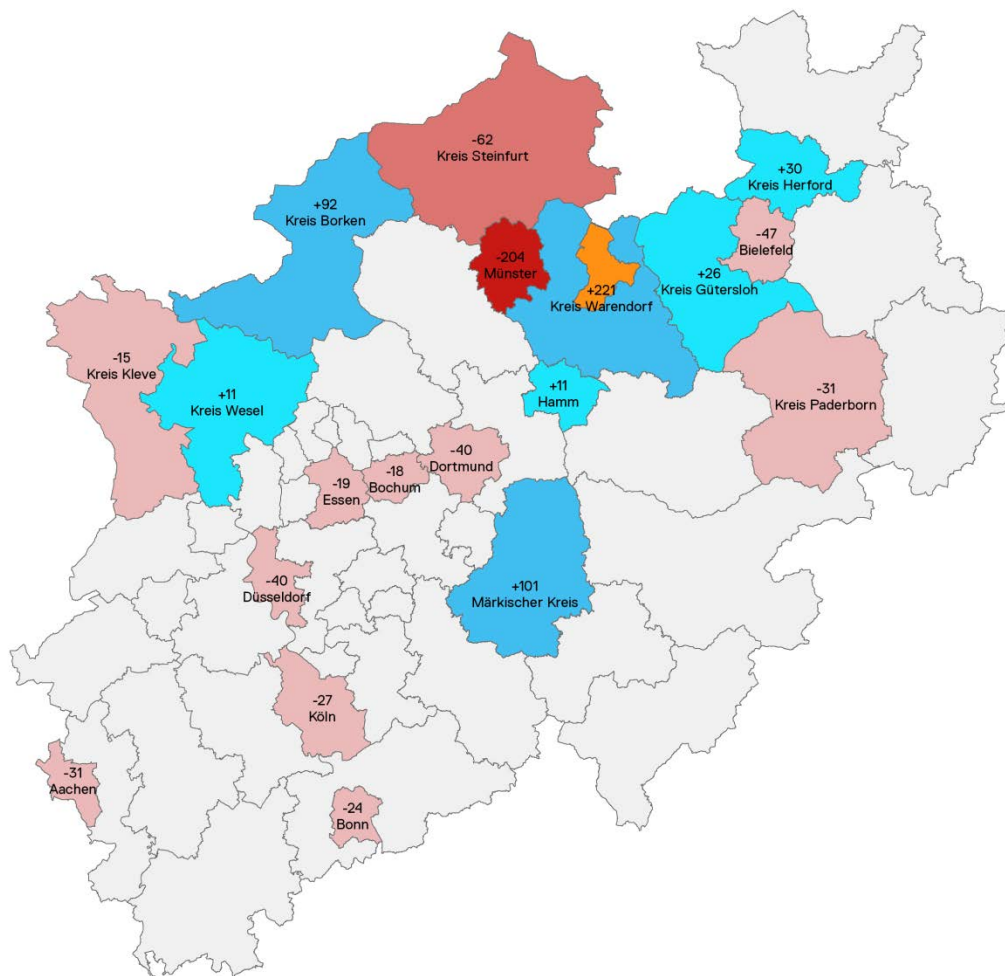 -62
Kreis Steinfurt
+30
Kreis Herford
+92
Kreis Borken
-47
Bielefeld
-204
Münster
+26
Kreis Gütersloh
+221
Kreis Warendorf
-15
Kreis Kleve
+11
Kreis Wesel
+11
Hamm
-31
Kreis Paderborn
-40
Dortmund
-18
Bochum
-19
Essen
-40
Düsseldorf
+101
Märkischer Kreis
-27
Köln
-31
Aachen
-24
Bonn